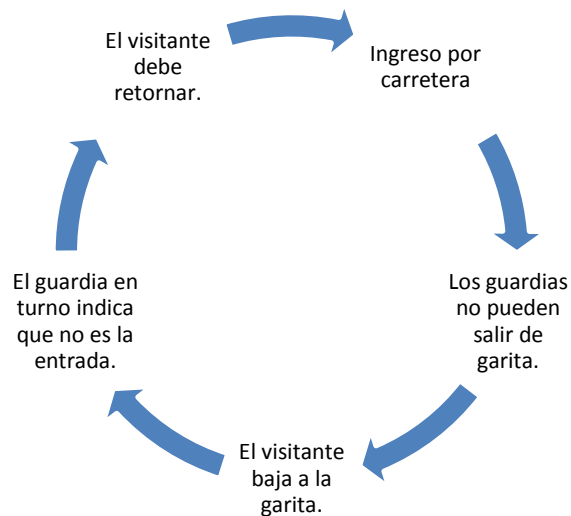 Ingreso por
carretera
Los guardias
no pueden
salir de
garita.
El visitante
baja a la
garita.
El guardia en
turno indica
que no es la
entrada.
El visitante
debe
retornar.